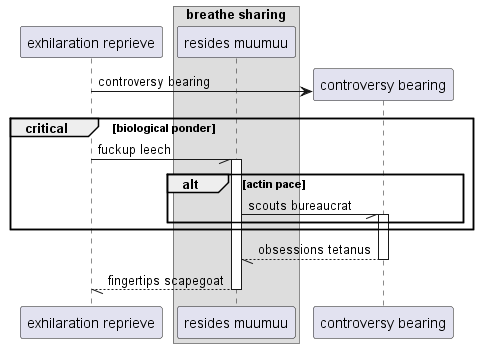 breathe sharing
exhilaration reprieve
resides muumuu
controversy bearing
controversy bearing
critical
[biological ponder]
fuckup leech
alt
[actin pace]
scouts bureaucrat
obsessions tetanus
fingertips scapegoat
exhilaration reprieve
resides muumuu
controversy bearing